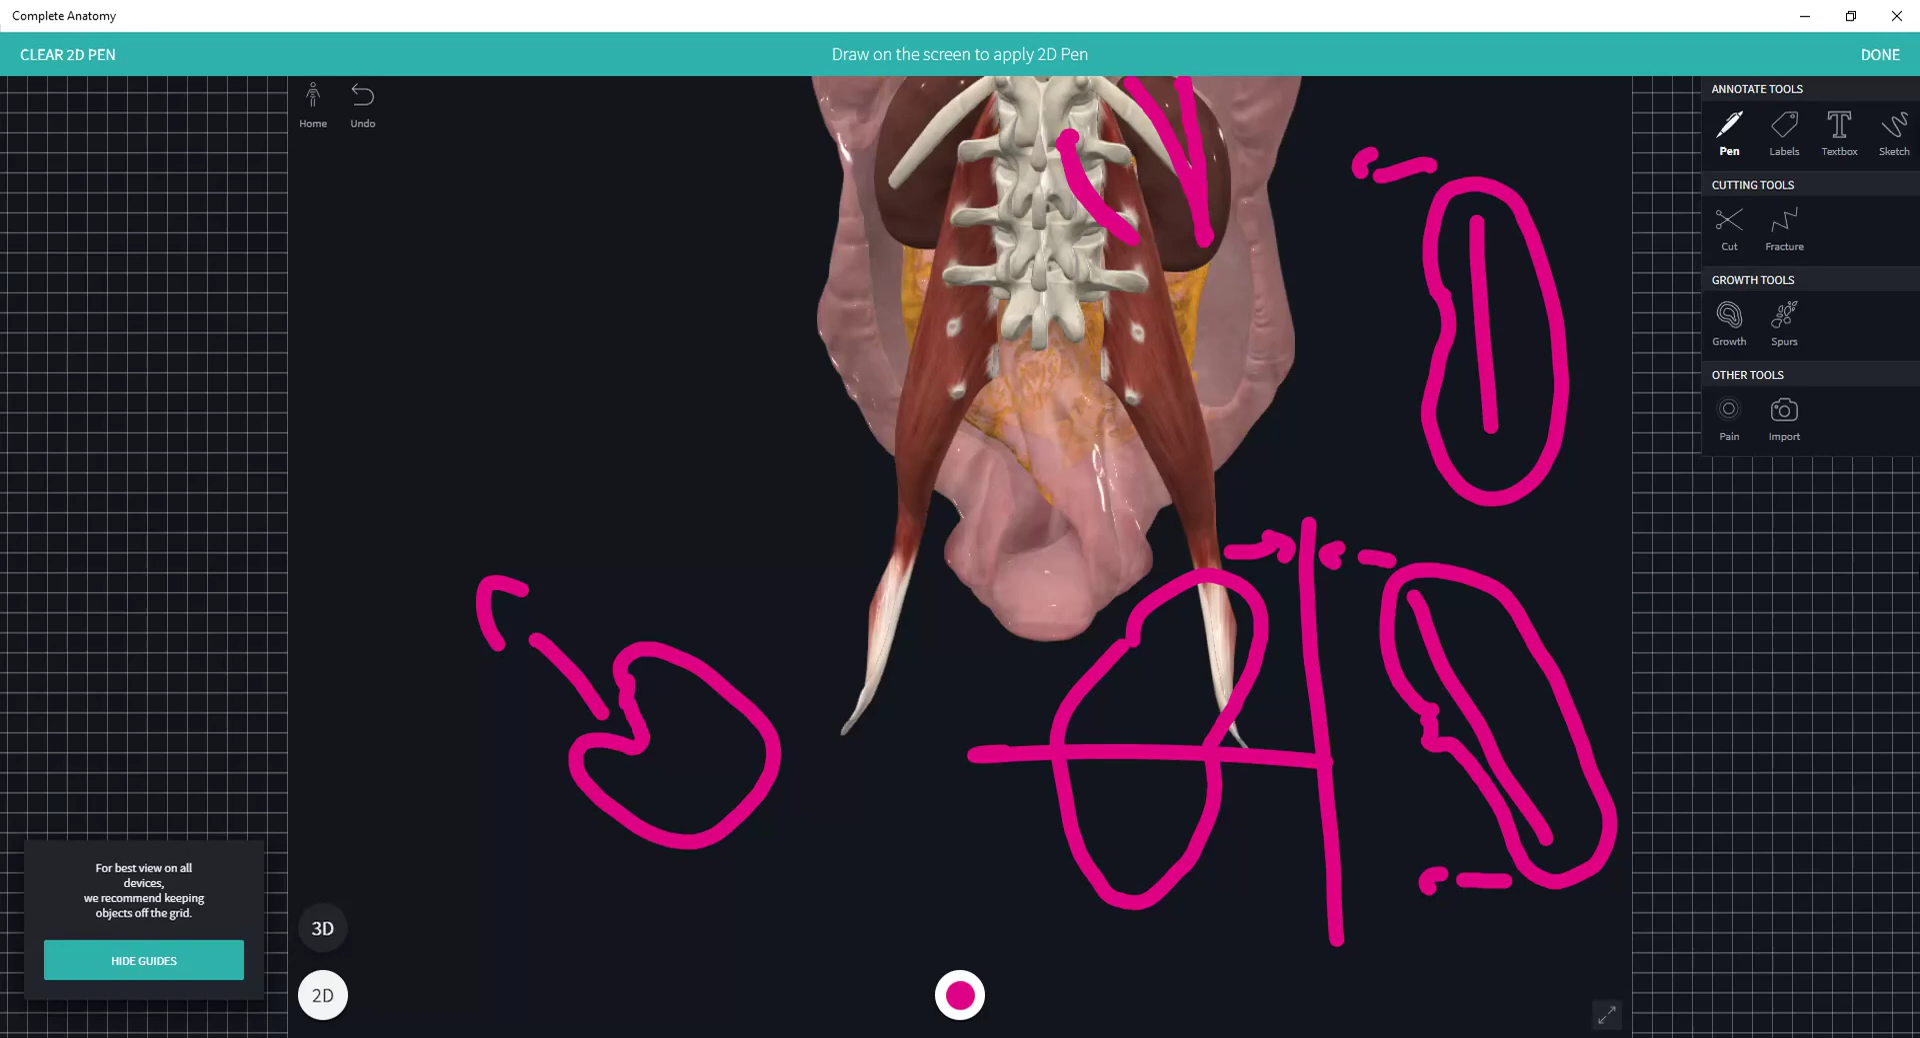 Complete Anatomy
CLEAR 2D PEN
Draw on the screen to apply 2D Pen
DONE
Home
Undo
ANNOTATE TOOLS
Pen
Labels
Textbox
Sketch
CUTTING TOOLS
Cut
Fracture
GROWTH TOOLS
Growth
Spurs
OTHER TOOLS
Pain
Import
For best view on all
devices,
we recommend keeping
objects off the grid.
HIDE GUIDES
3D
2D